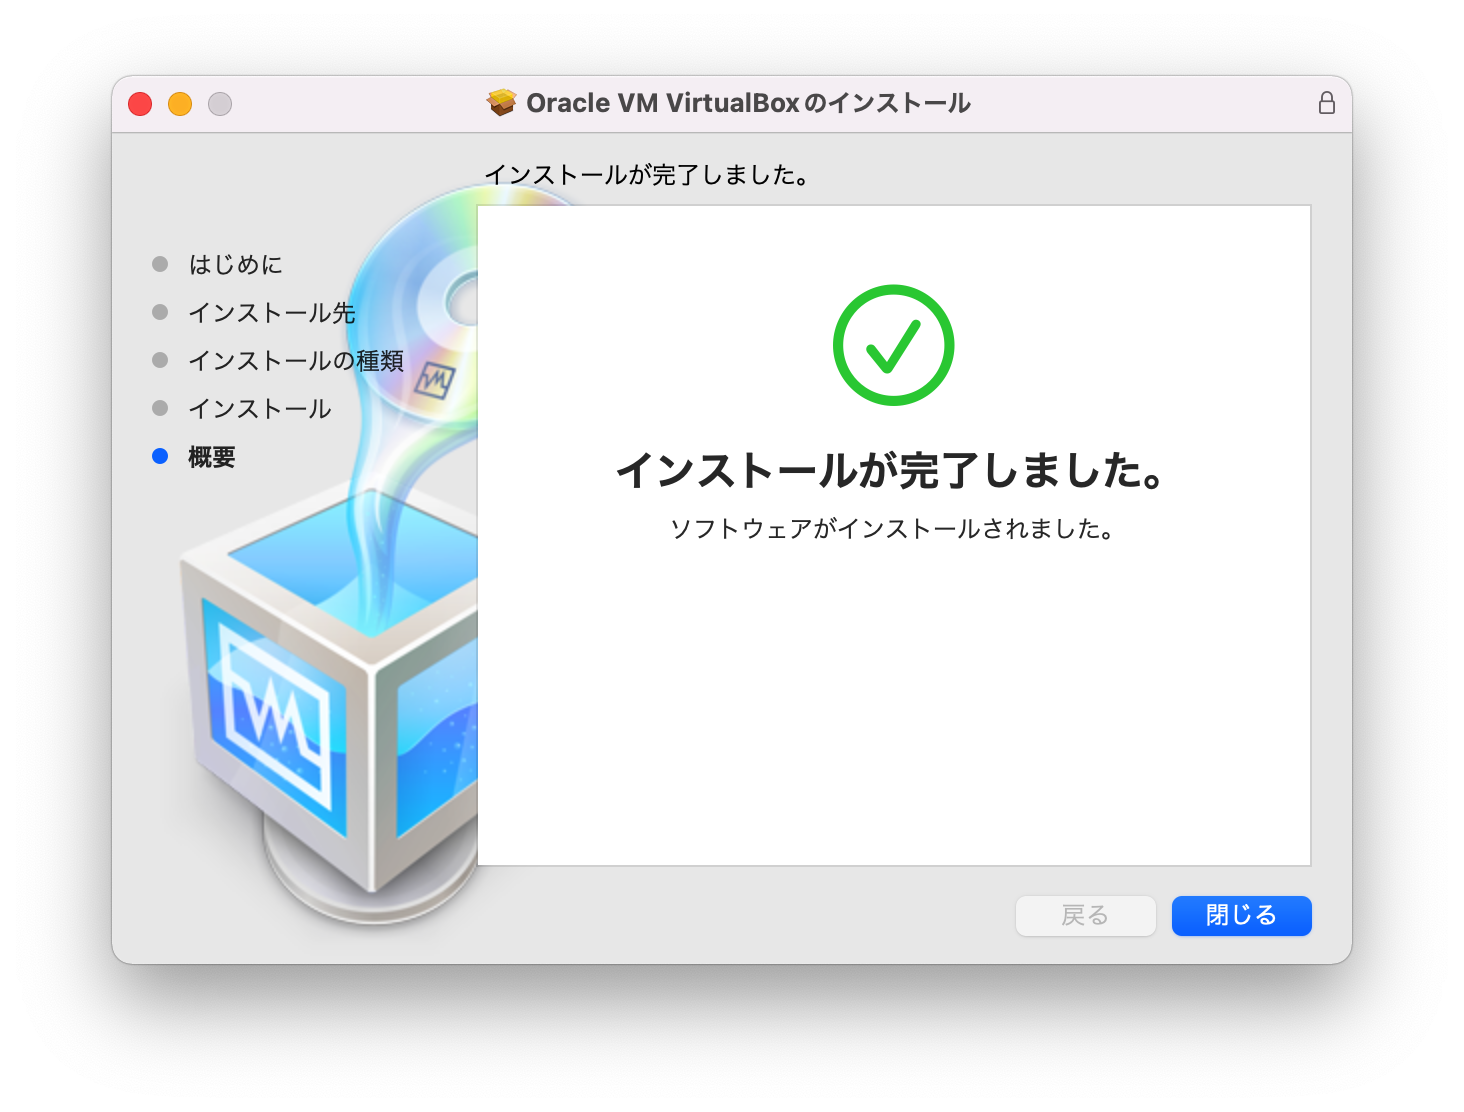 Oracle VM VirtualBoxのインストール
インストールが完了しました。
はじめに
インストール先
インストールの種類
インストール
概要
インストールが完了しました。
ソフトウェアがインストールされました。
戻る
閉じる